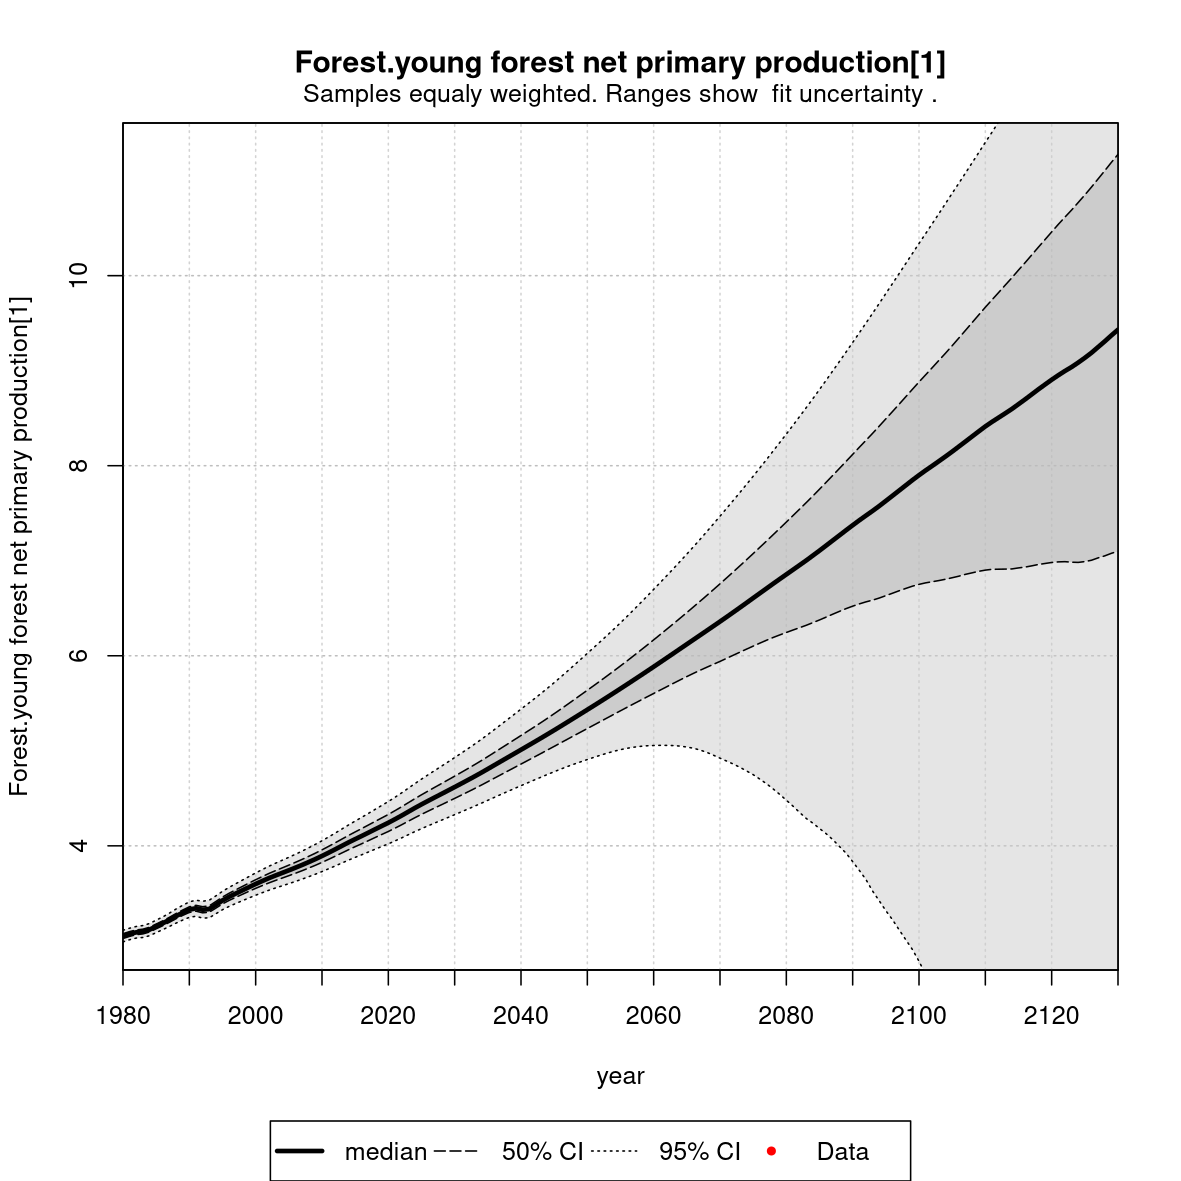 Forest.young forest net primary production[1]
Samples equaly weighted. Ranges show  fit uncertainty .
Forest.young forest net primary production[1]
10
8
6
4
1980 2000 2020 2040 2060 2080 2100 2120
year
median 50% CI 95% CI Data